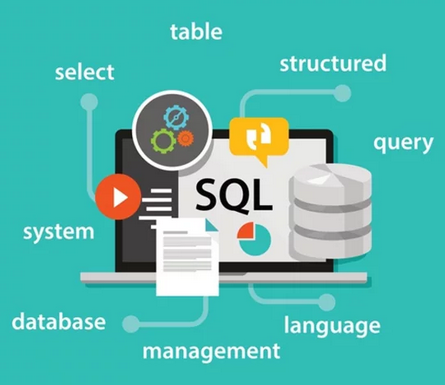 table
select
structured
query
SQL
system
database
language
management